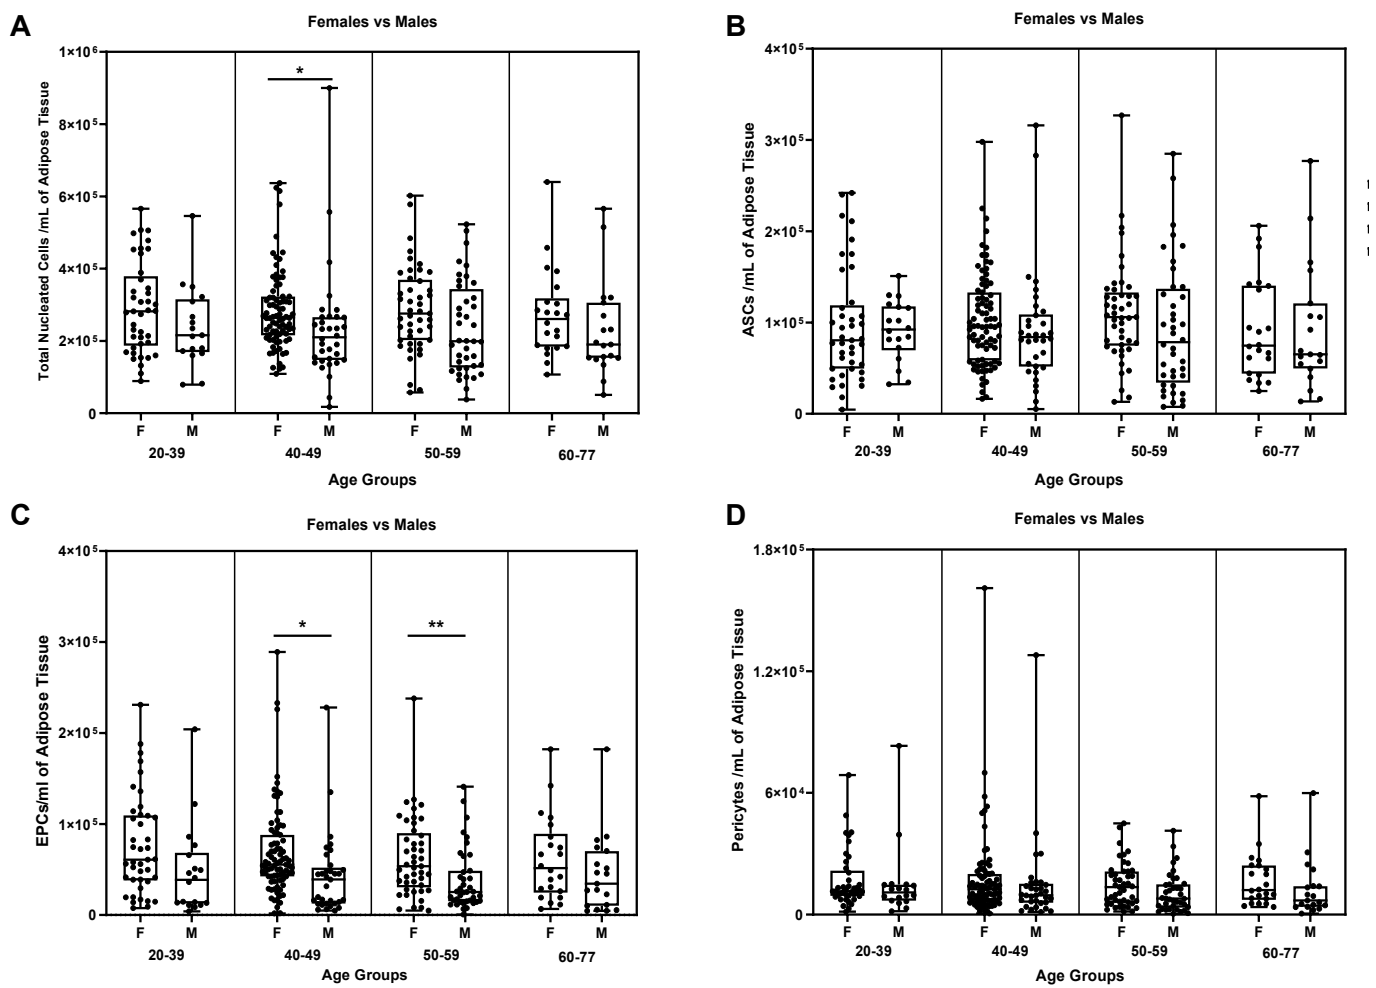 A
Females vs Males
Total Nucleated Cells /mL of Adipose Tissue
1×10⁶
8×10⁵
6×10⁵
4×10⁵
2×10⁵
0
*
F M F M F M F M
20-39 40-49 50-59 60-77
Age Groups
B
Females vs Males
ASCs /mL of Adipose Tissue
4×10⁵
3×10⁵
2×10⁵
1×10⁵
0
F M F M F M F M
20-39 40-49 50-59 60-77
Age Groups
C
Females vs Males
EPCs/ml of Adipose Tissue
4×10⁵
3×10⁵
2×10⁵
1×10⁵
0
* **
F M F M F M F M
20-39 40-49 50-59 60-77
Age Groups
D
Females vs Males
Pericytes /mL of Adipose Tissue
1.8×10⁵
1.2×10⁵
6×10⁴
0
F M F M F M F M
20-39 40-49 50-59 60-77
Age Groups